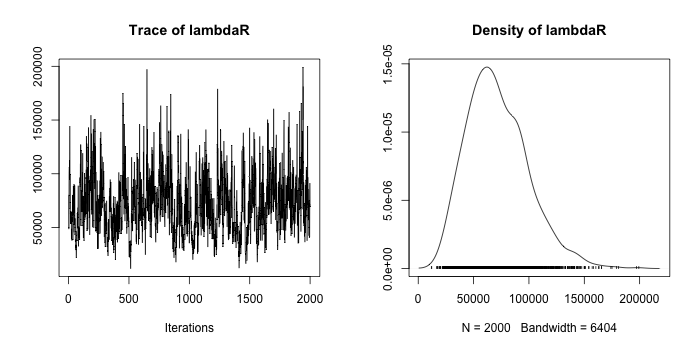 Trace of lambdaR
200000
150000
100000
50000
0 500 1000 1500 2000
Iterations
Density of lambdaR
1.5e-05
1.0e-05
5.0e-06
0.0e+00
0 50000 100000 150000 200000
N = 2000 Bandwidth = 6404